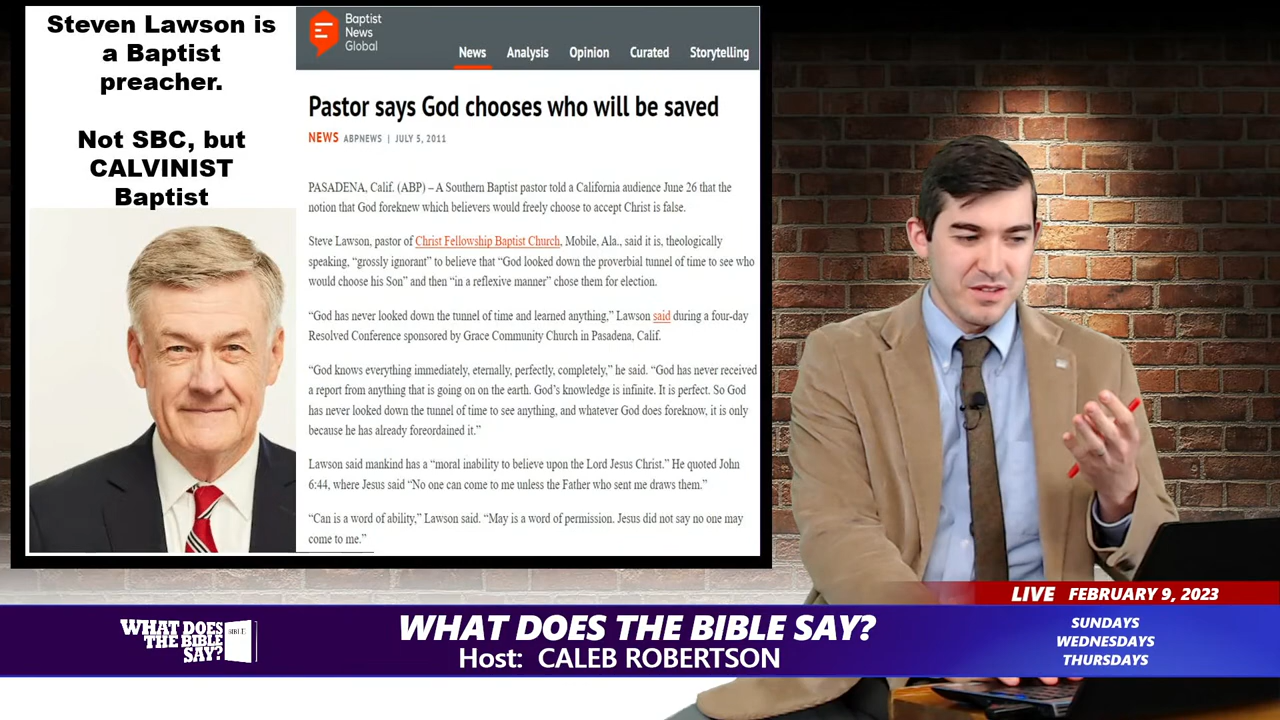 Steven Lawson is
a Baptist
preacher.
Not SBC, but
CALVINIST
Baptist
Baptist
News
Global
News Analysis Opinion Curated Storytelling
Pastor says God chooses who will be saved
NEWS ABPNEWS | JULY 5, 2011
PASADENA, Calif. (ABP) – A Southern Baptist pastor told a California audience June 26 that the
notion that God foreknew which believers would freely choose to accept Christ is false.
Steve Lawson, pastor of Christ Fellowship Baptist Church, Mobile, Ala., said it is, theologically
speaking, “grossly ignorant” to believe that “God looked down the proverbial tunnel of time to see who
would choose his Son” and then “in a reflexive manner” chose them for election.
“God has never looked down the tunnel of time and learned anything,” Lawson said during a four-day
Resolved Conference sponsored by Grace Community Church in Pasadena, Calif.
“God knows everything immediately, eternally, perfectly, completely,” he said. “God has never received
a report from anything that is going on on the earth. God’s knowledge is infinite. It is perfect. So God
has never looked down the tunnel of time to see anything, and whatever God does foreknow, it is only
because he has already foreordained it.”
Lawson said mankind has a “moral inability to believe upon the Lord Jesus Christ.” He quoted John
6:44, where Jesus said “No one can come to me unless the Father who sent me draws them.”
“Can is a word of ability,” Lawson said. “May is a word of permission. Jesus did not say no one may
come to me.”
LIVE FEBRUARY 9, 2023
WHAT DOES
THE BIBLE
SAY?
BIBLE
WHAT DOES THE BIBLE SAY?
Host: CALEB ROBERTSON
SUNDAYS
WEDNESDAYS
THURSDAYS